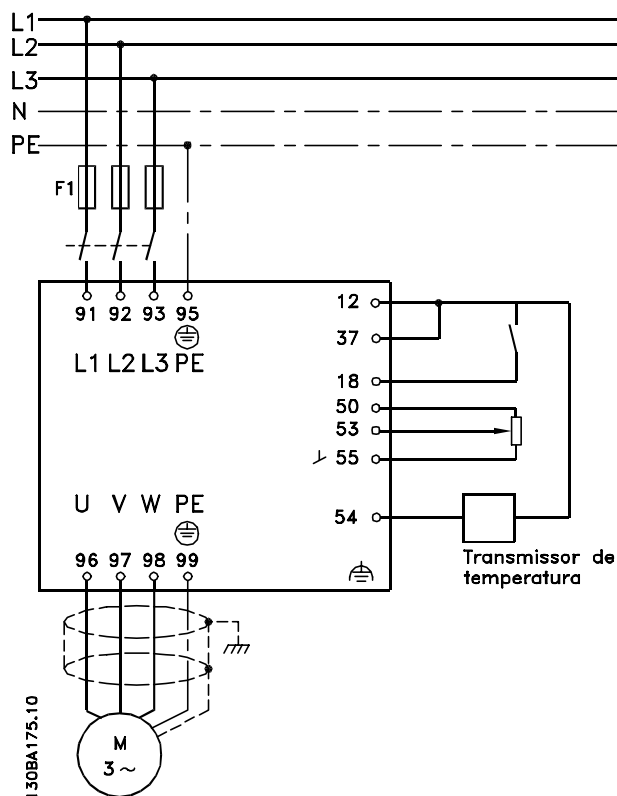 L1
L2
L3
N
PE
F1
91 92 93 95
L1 L2 L3 PE
12
37
18
50
53
55
54
U V W PE
96 97 98 99
Transmissor de
temperatura
M
3 ~
130BA175.10